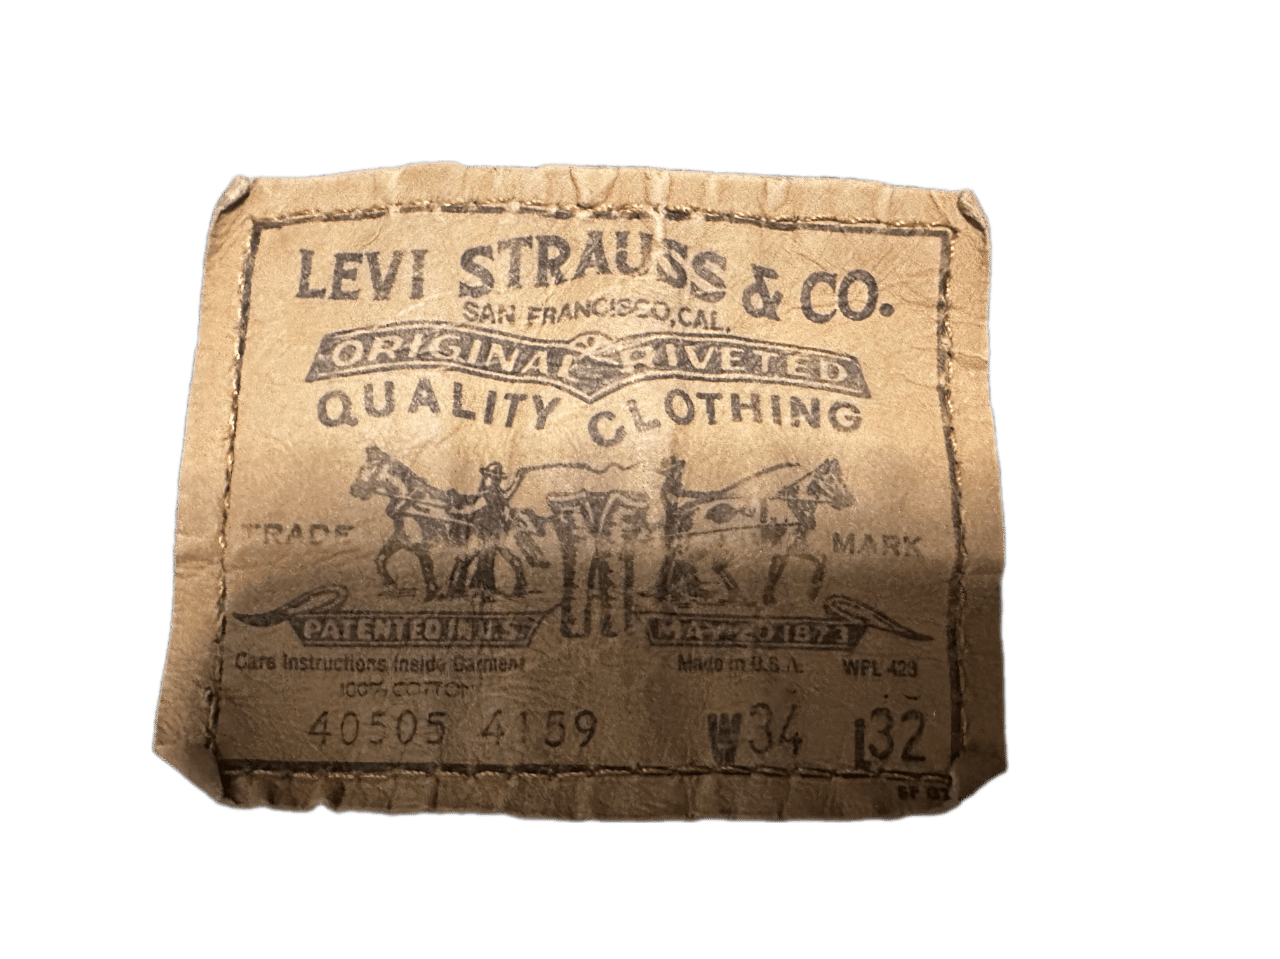 LEVI STRAUSS & CO.
SAN FRANCISCO, CAL.
ORIGINAL RIVETED
QUALITY CLOTHING
TRADE MARK
PATENTED IN U.S. MAY 20 1873
Care Instructions Inside Garment Made in U.S.A. WPL 423
100% COTTON
40505 4159 W34 L32